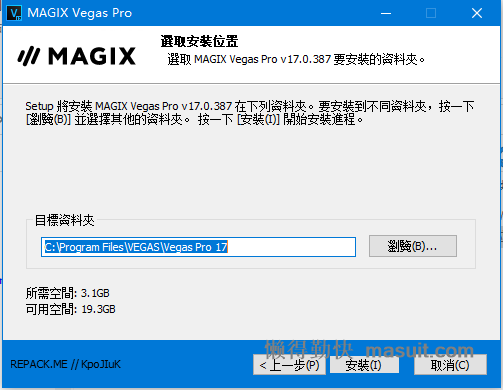 MAGIX Vegas Pro
MAGIX
選取安裝位置
選取 MAGIX Vegas Pro v17.0.387 要安裝的資料夾。
Setup 將安裝 MAGIX Vegas Pro v17.0.387 在下列資料夾。要安裝到不同資料夾，按一下
[瀏覽(B)] 並選擇其他的資料夾。 按一下 [安裝(I)] 開始安裝進程。
目標資料夾
C:\Program Files\VEGAS\Vegas Pro 17
瀏覽(B)...
所需空間: 3.1GB
可用空間: 19.3GB
懶得勤快 masuit.com
REPACK.ME // KpoJIuK
< 上一步(P)
安裝(I)
取消(C)